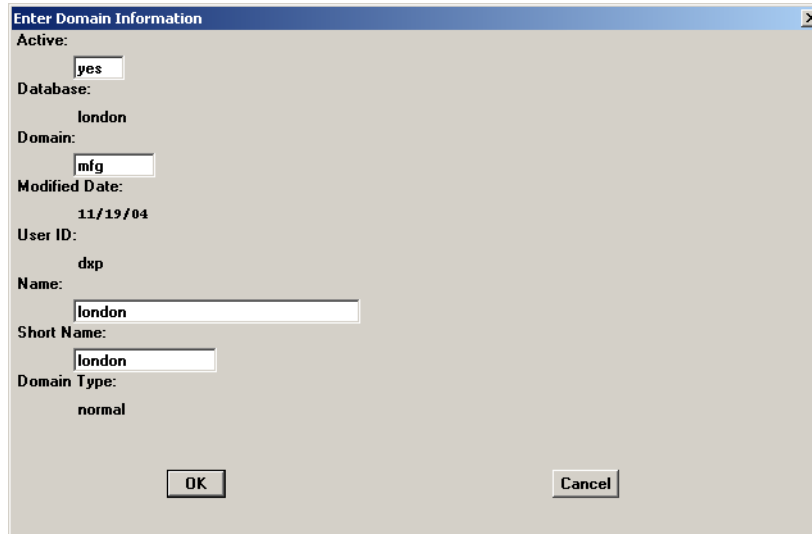 Enter Domain Information
Active:
yes
Database:
london
Domain:
mfg
Modified Date:
11/19/04
User ID:
dxp
Name:
london
Short Name:
london
Domain Type:
normal
OK Cancel